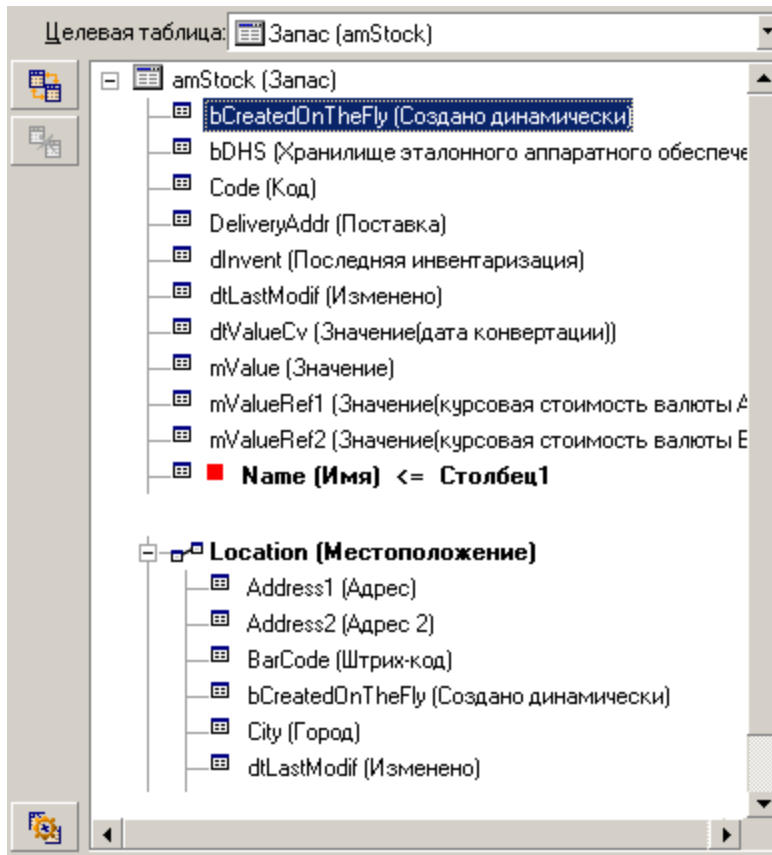 Целевая таблица: Запас (amStock)
amStock (Запас)
bCreatedOnTheFly (Создано динамически)
bDHS (Хранилище эталонного аппаратного обеспече
Code (Код)
DeliveryAddr (Поставка)
dInvent (Последняя инвентаризация)
dtLastModif (Изменено)
dtValueCv (Значение(дата конвертации))
mValue (Значение)
mValueRef1 (Значение(курсовая стоимость валюты A
mValueRef2 (Значение(курсовая стоимость валюты B
Name (Имя) <= Столбец1
Location (Местоположение)
Address1 (Адрес)
Address2 (Адрес 2)
BarCode (Штрих-код)
bCreatedOnTheFly (Создано динамически)
City (Город)
dtLastModif (Изменено)